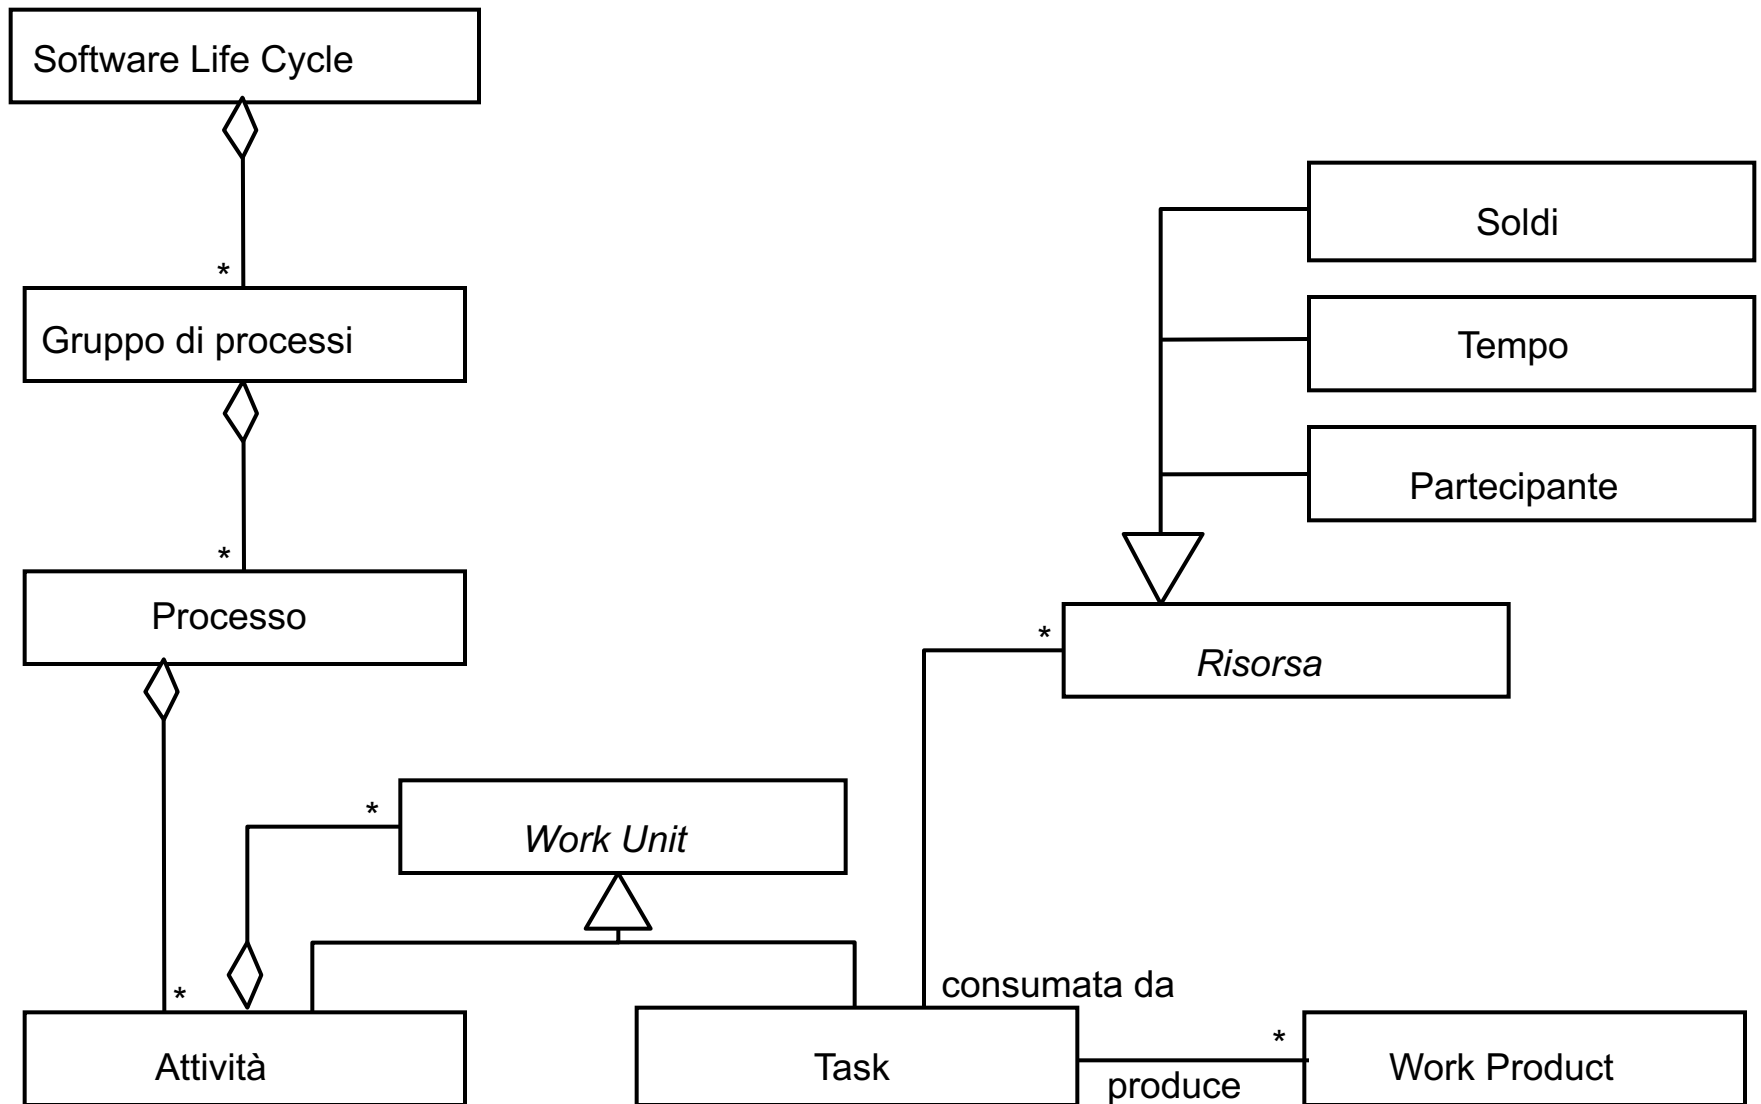 Software Life Cycle
*
Gruppo di processi
*
Processo
*
Attività
*
Work Unit
Soldi
Tempo
Partecipante
*
Risorsa
consumata da
Task
*
produce
Work Product